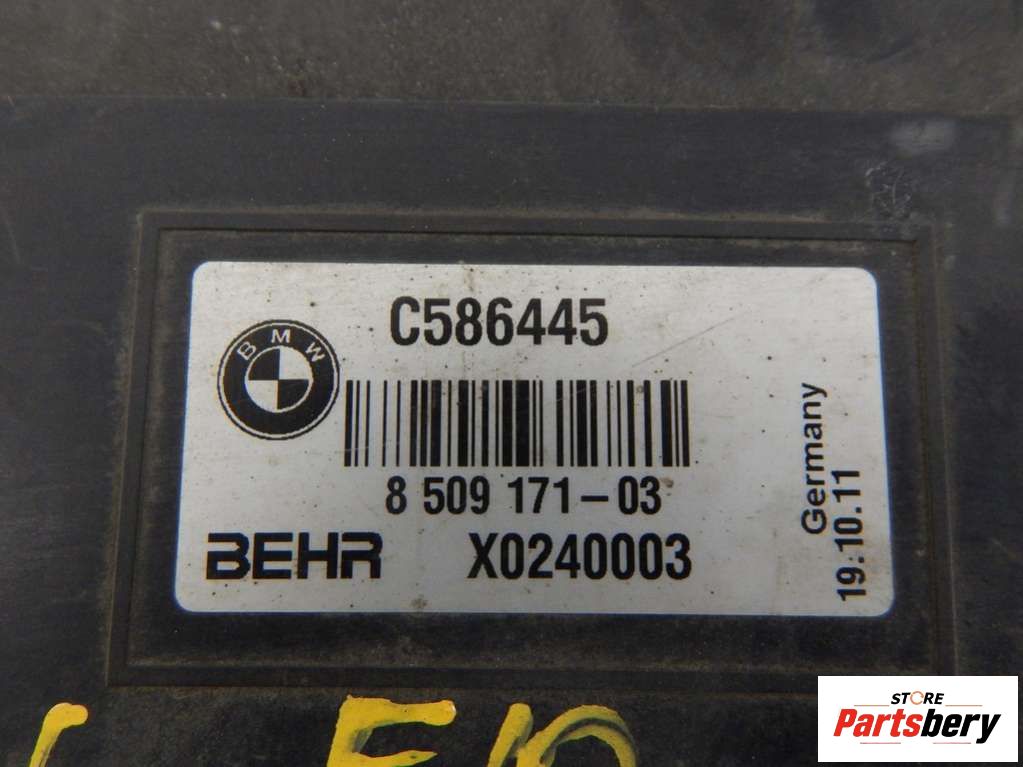 C586445
BMW
8 509 171-03
BEHR X0240003
Germany
19.10.11
STORE
Partsbery